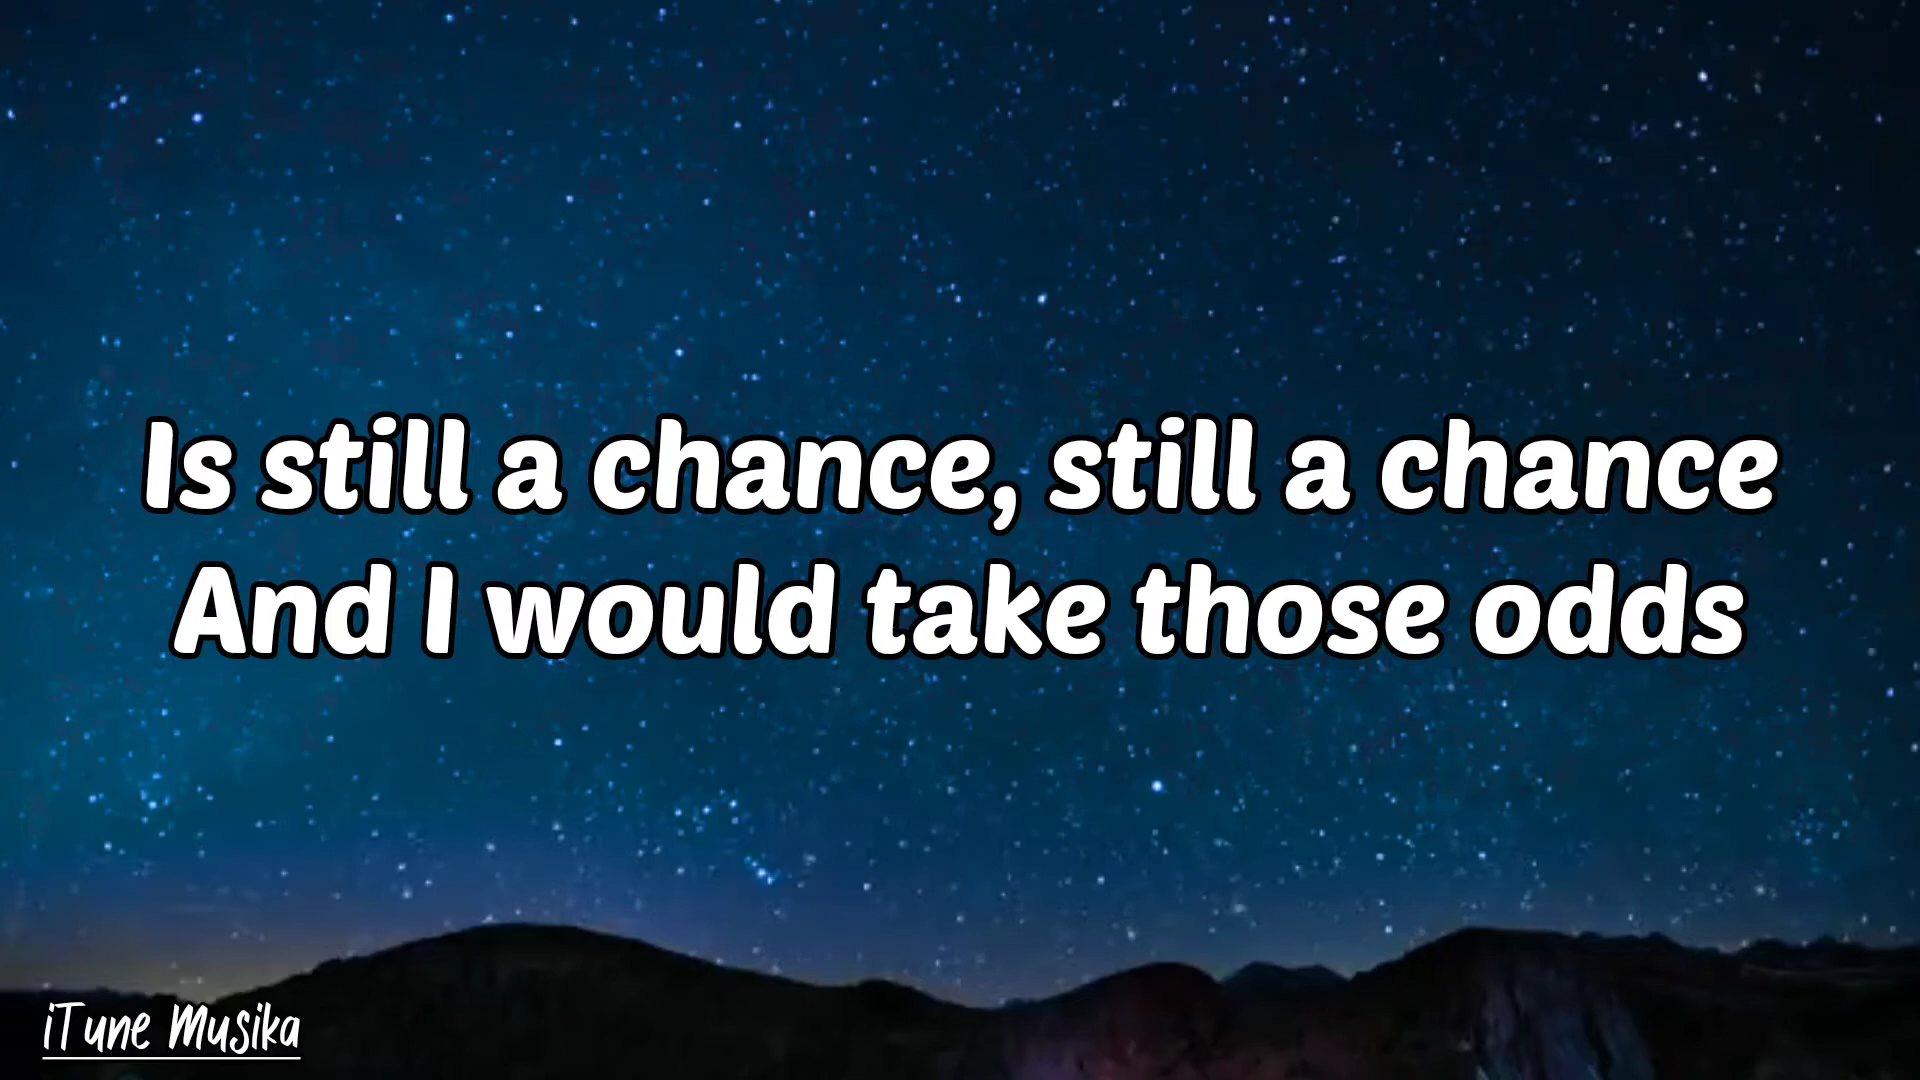 Is still a chance, still a chance
And I would take those odds
iTune Musika